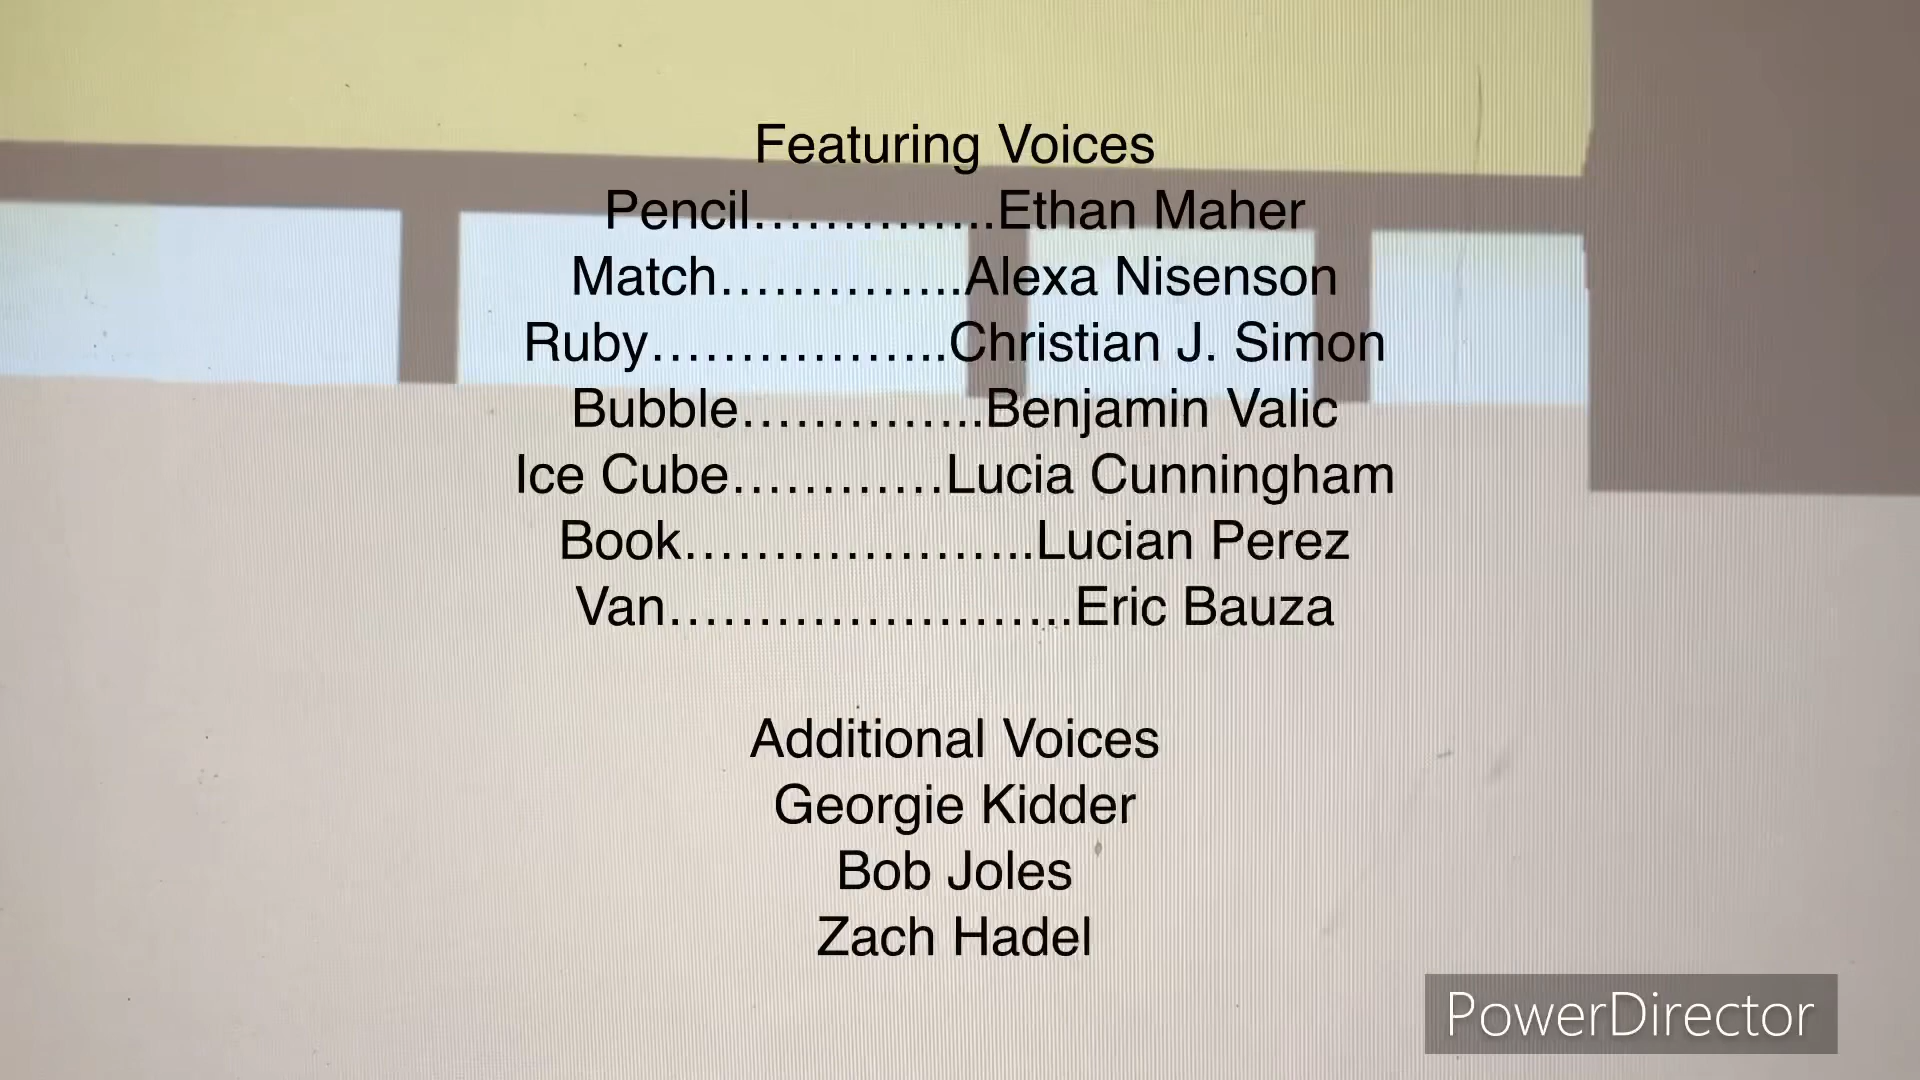 Featuring Voices
Pencil…………..Ethan Maher
Match…………..Alexa Nisenson
Ruby……………..Christian J. Simon
Bubble…………..Benjamin Valic
Ice Cube…………Lucia Cunningham
Book………………..Lucian Perez
Van…………………..Eric Bauza
Additional Voices
Georgie Kidder
Bob Joles
Zach Hadel
PowerDirector